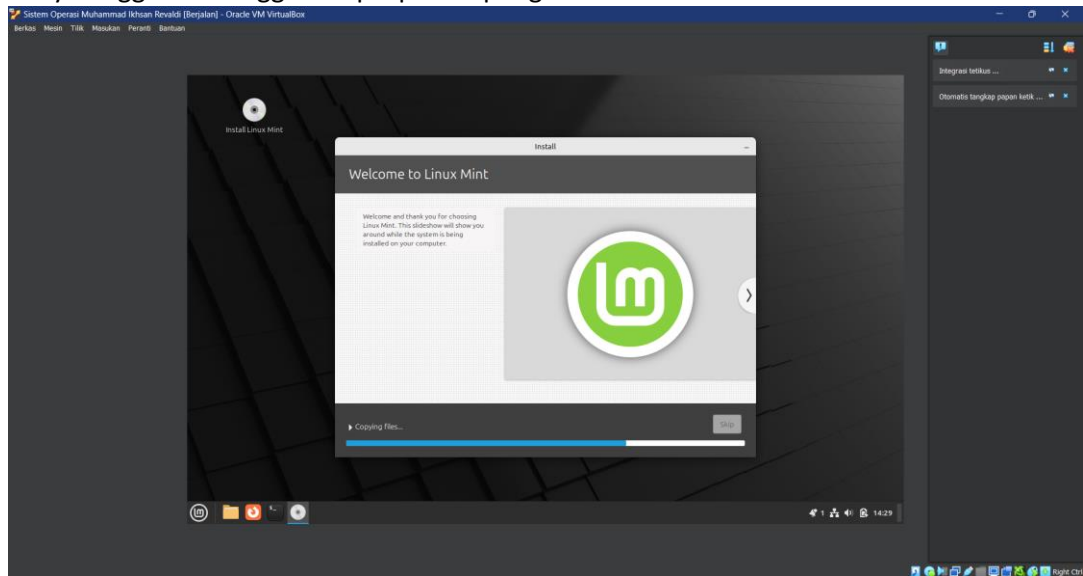 Sistem Operasi Muhammad Ikhsan Revaldi [Berjalan] - Oracle VM VirtualBox
Berkas Mesin Tilik Masukan Peranti Bantuan
Integrasi tetikus ...
Otomatis tangkap papan ketik ...
Install Linux Mint
Install
Welcome to Linux Mint
Welcome and thank you for choosing
Linux Mint. This slideshow will show you
around while the system is being
installed on your computer.
Copying files...
Skip
1
14:29
Right Ctrl